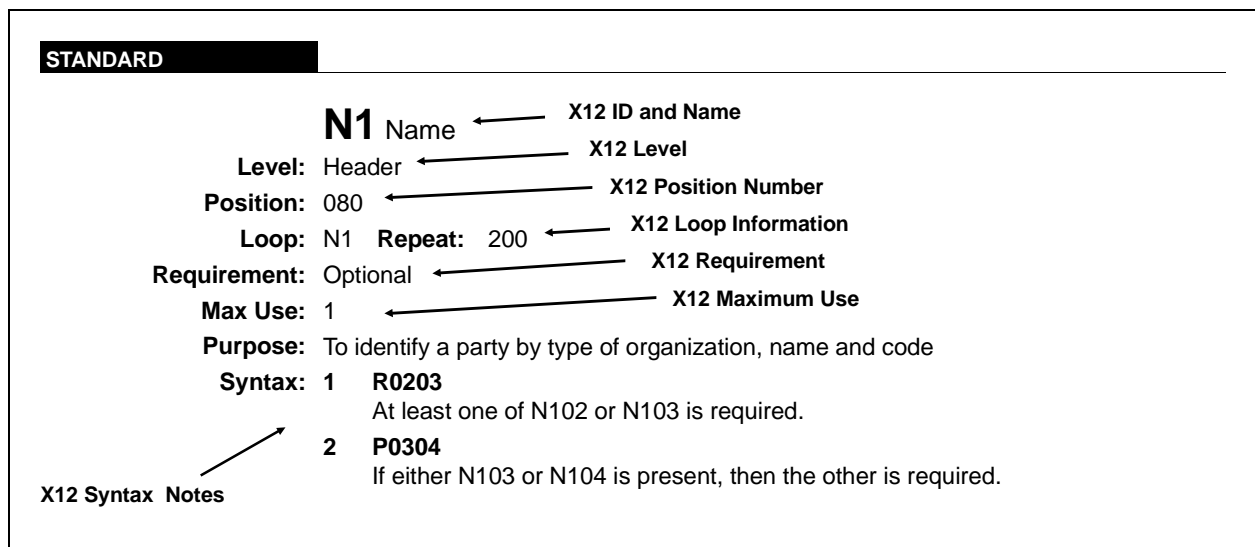 STANDARD
N1 Name X12 ID and Name
Level: Header X12 Level
Position: 080 X12 Position Number
Loop: N1 Repeat: 200 X12 Loop Information
Requirement: Optional X12 Requirement
Max Use: 1 X12 Maximum Use
Purpose: To identify a party by type of organization, name and code
Syntax: 1 R0203
At least one of N102 or N103 is required.
2 P0304
If either N103 or N104 is present, then the other is required.
X12 Syntax Notes